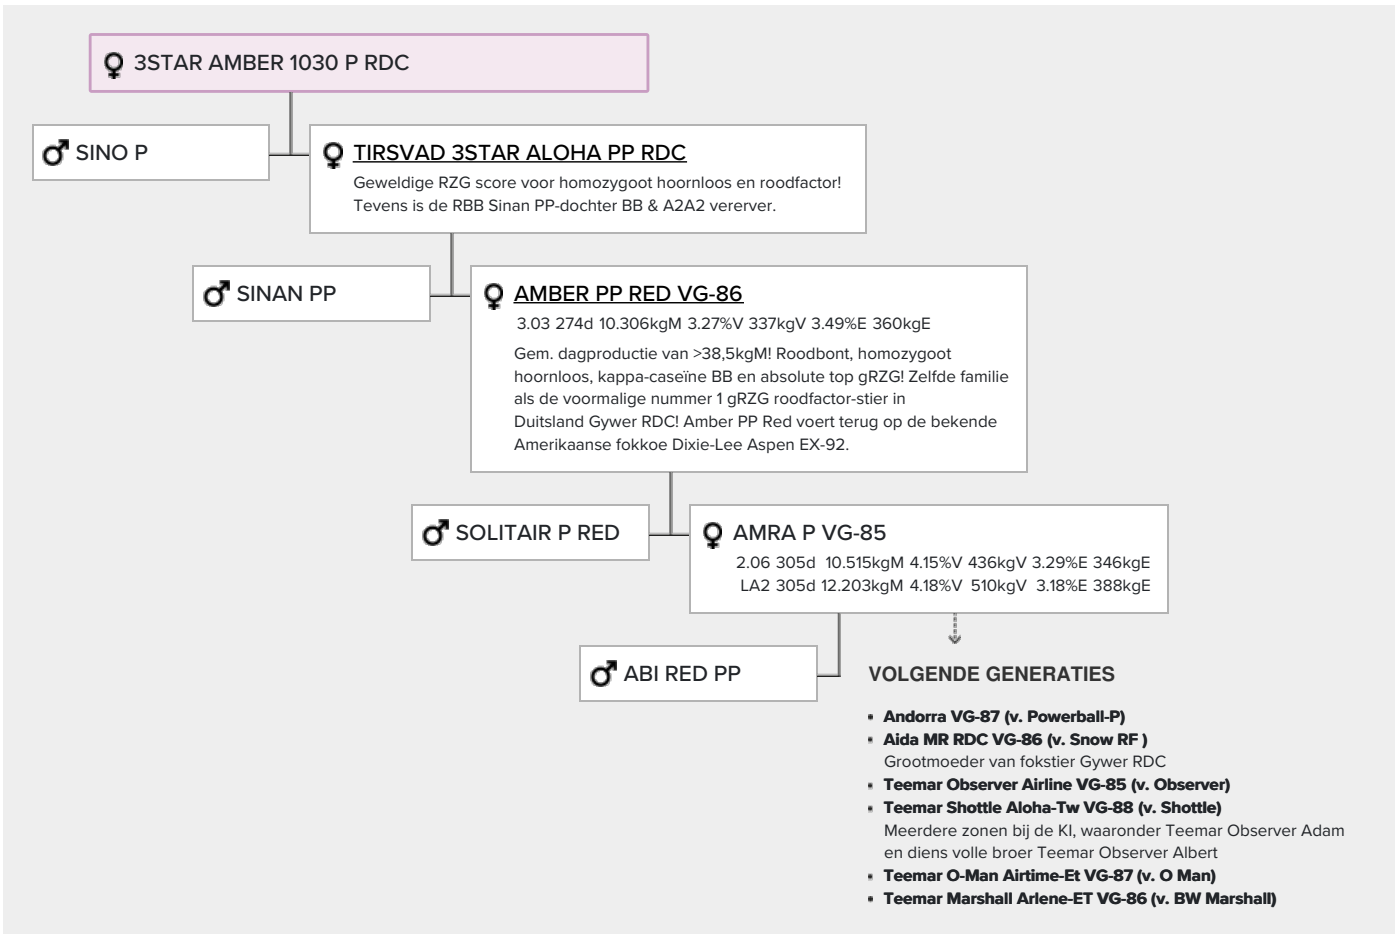 3STAR AMBER 1030 P RDC
SINO P
TIRSVAD 3STAR ALOHA PP RDC
Geweldige RZG score voor homozygoot hoornloos en roodfactor!
Tevens is de RBB Sinan PP-dochter BB & A2A2 vererver.
SINAN PP
AMBER PP RED VG-86
3.03 274d 10.306kgM 3.27%V 337kgV 3.49%E 360kgE
Gem. dagproductie van >38,5kgM! Roodbont, homozygoot
hoornloos, kappa-caseïne BB en absolute top gRZG! Zelfde familie
als de voormalige nummer 1 gRZG roodfactor-stier in
Duitsland Gywer RDC! Amber PP Red voert terug op de bekende
Amerikaanse fokkoe Dixie-Lee Aspen EX-92.
SOLITAIR P RED
AMRA P VG-85
2.06 305d 10.515kgM 4.15%V 436kgV 3.29%E 346kgE
LA2 305d 12.203kgM 4.18%V 510kgV 3.18%E 388kgE
ABI RED PP
VOLGENDE GENERATIES
Andorra VG-87 (v. Powerball-P)
Aida MR RDC VG-86 (v. Snow RF )
Grootmoeder van fokstier Gywer RDC
Teemar Observer Airline VG-85 (v. Observer)
Teemar Shottle Aloha-Tw VG-88 (v. Shottle)
Meerdere zonen bij de KI, waaronder Teemar Observer Adam
en diens volle broer Teemar Observer Albert
Teemar O-Man Airtime-Et VG-87 (v. O Man)
Teemar Marshall Arlene-ET VG-86 (v. BW Marshall)